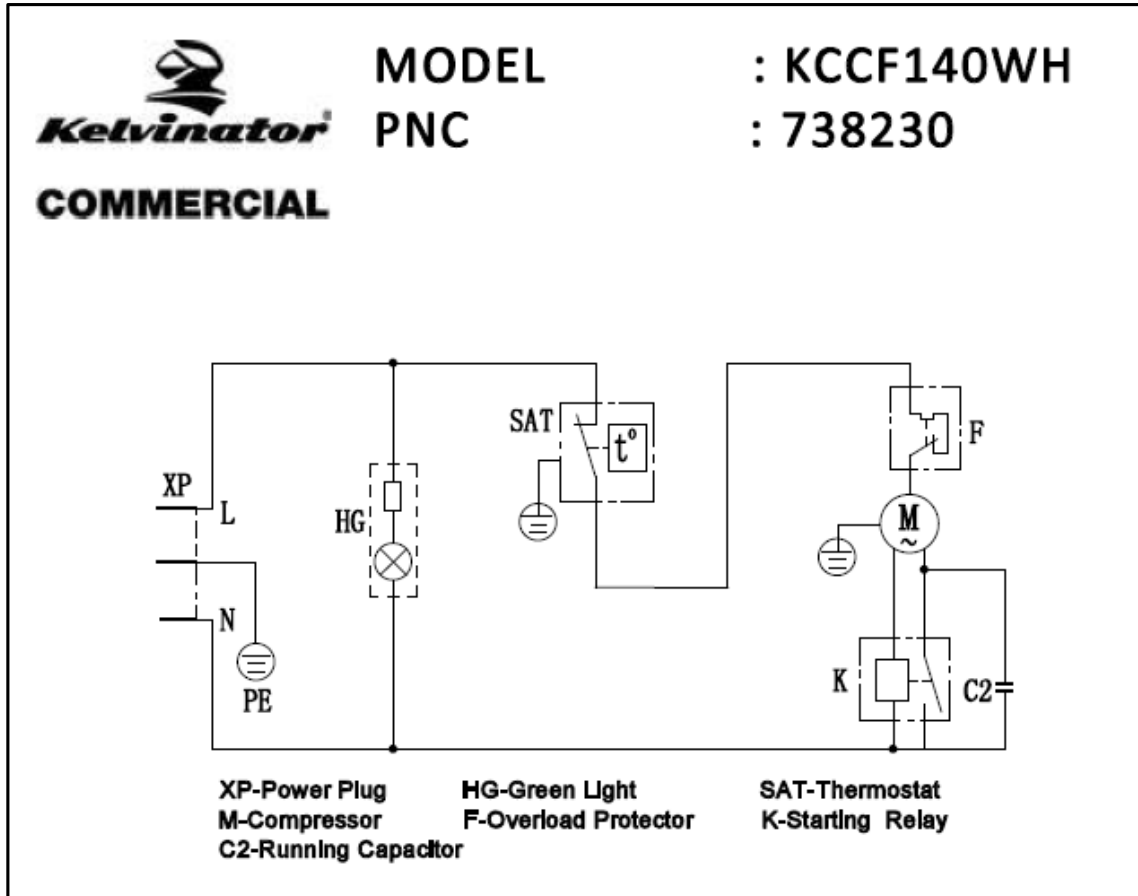 MODEL : KCCF140WH
Kelvinator®
PNC : 738230
COMMERCIAL
SAT
t°
F
XP
L
HG
M
~
N
K
C2
PE
XP-Power Plug HG-Green Light SAT-Thermostat
M-Compressor F-Overload Protector K-Starting Relay
C2-Running Capacitor